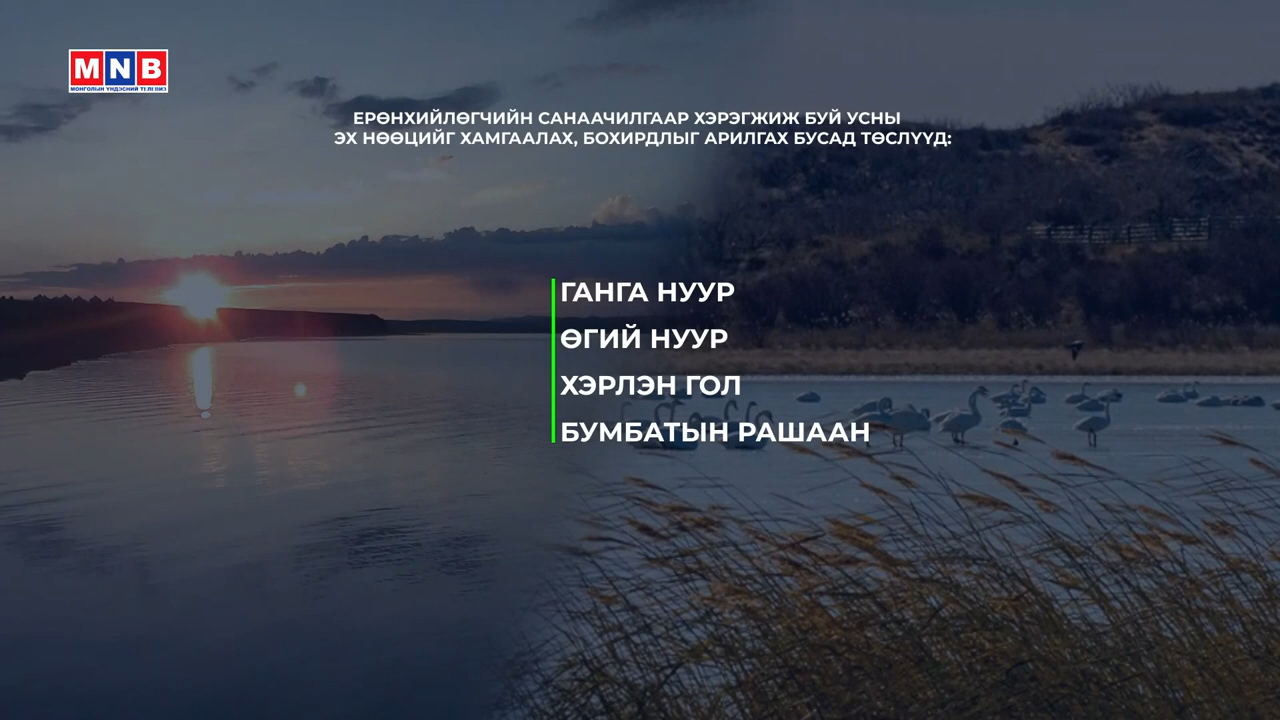 MNB
МОНГОЛЫН ҮНДЭСНИЙ ТЕЛЕВИЗ
ЕРӨНХИЙЛӨГЧИЙН САНААЧИЛГААР ХЭРЭГЖИЖ БУЙ УСНЫ
ЭХ НӨӨЦИЙГ ХАМГААЛАХ, БОХИРДЛЫГ АРИЛГАХ БУСАД ТӨСЛҮҮД:
ГАНГА НУУР
ӨГИЙ НУУР
ХЭРЛЭН ГОЛ
БУМБАТЫН РАШААН